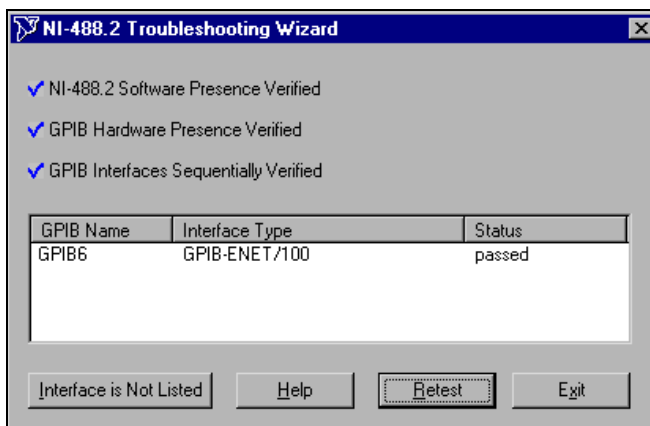 NI-488.2 Troubleshooting Wizard
NI-488.2 Software Presence Verified
GPIB Hardware Presence Verified
GPIB Interfaces Sequentially Verified
GPIB Name Interface Type Status
GPIB6 GPIB-ENET/100 passed
Interface is Not Listed Help Retest Exit